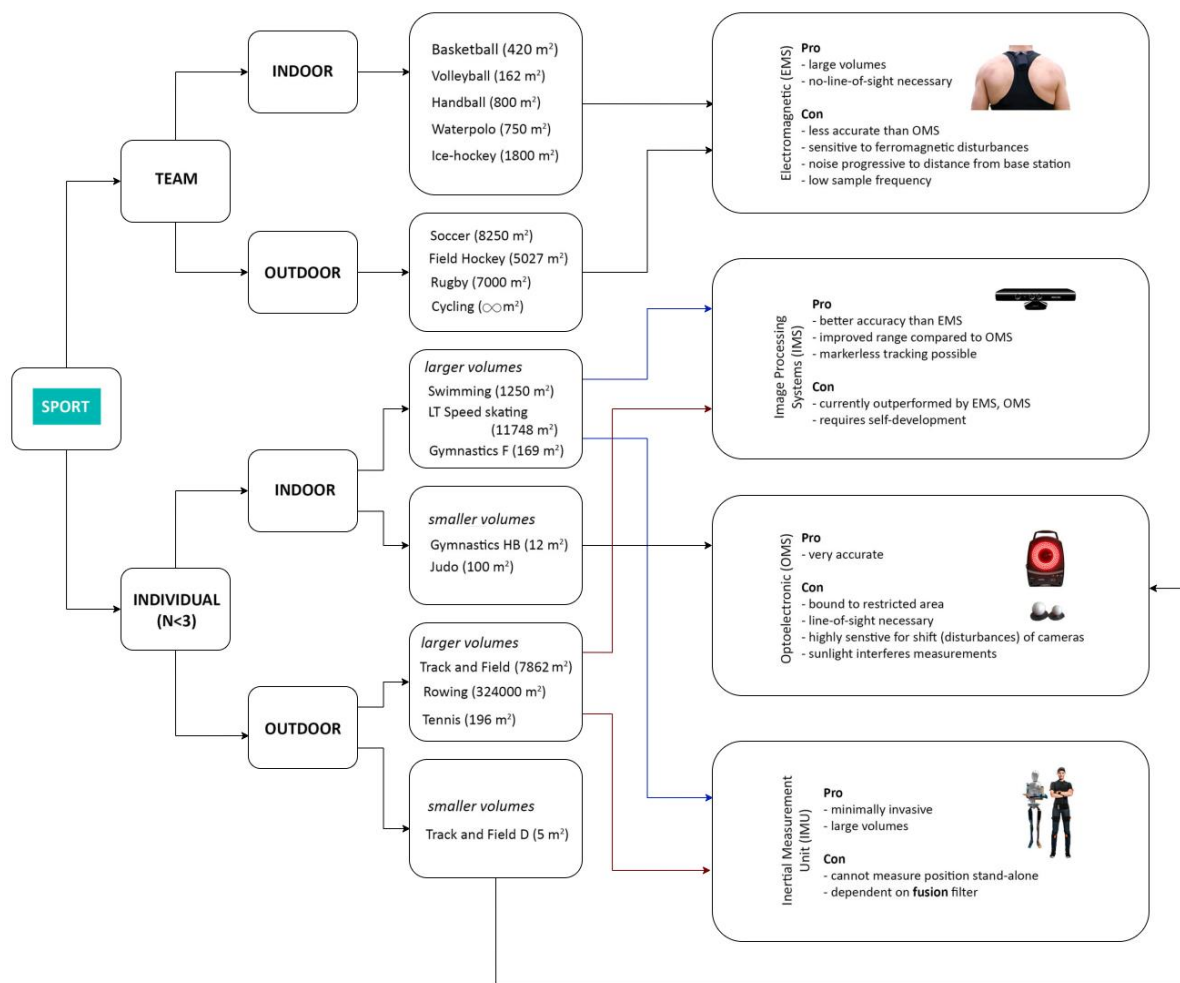 SPORT
TEAM
INDOOR
Basketball (420 m²)
Volleyball (162 m²)
Handball (800 m²)
Waterpolo (750 m²)
Ice-hockey (1800 m²)
OUTDOOR
Soccer (8250 m²)
Field Hockey (5027 m²)
Rugby (7000 m²)
Cycling (∞m²)
INDIVIDUAL
(N<3)
INDOOR
larger volumes
Swimming (1250 m²)
LT Speed skating
(11748 m²)
Gymnastics F (169 m²)
smaller volumes
Gymnastics HB (12 m²)
Judo (100 m²)
OUTDOOR
larger volumes
Track and Field (7862 m²)
Rowing (324000 m²)
Tennis (196 m²)
smaller volumes
Track and Field D (5 m²)
Electromagnetic (EMS)
Pro
- large volumes
- no-line-of-sight necessary
Con
- less accurate than OMS
- sensitive to ferromagnetic disturbances
- noise progressive to distance from base station
- low sample frequency
Image Processing
Systems (IMS)
Pro
- better accuracy than EMS
- improved range compared to OMS
- markerless tracking possible
Con
- currently outperformed by EMS, OMS
- requires self-development
Optoelectronic (OMS)
Pro
- very accurate
Con
- bound to restricted area
- line-of-sight necessary
- highly senstive for shift (disturbances) of cameras
- sunlight interferes measurements
Inertial Measurement
Unit (IMU)
Pro
- minimally invasive
- large volumes
Con
- cannot measure position stand-alone
- dependent on fusion filter